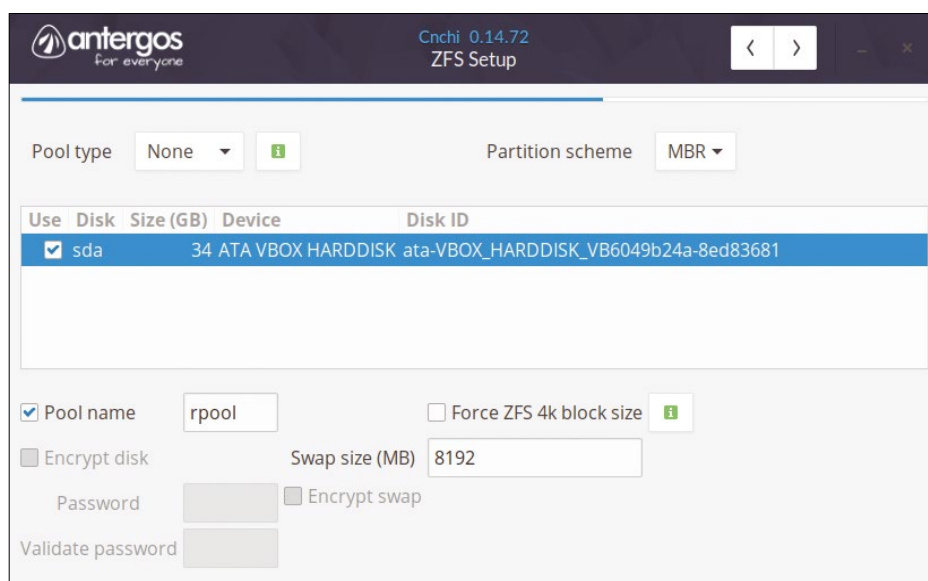 antergos
for everyone
Cnchi 0.14.72
ZFS Setup
Pool type None Partition scheme MBR
Use Disk Size (GB) Device Disk ID
sda 34 ATA VBOX HARDDISK ata-VBOX_HARDDISK_VB6049b24a-8ed83681
Pool name rpool Force ZFS 4k block size
Encrypt disk Swap size (MB) 8192
Password Encrypt swap
Validate password